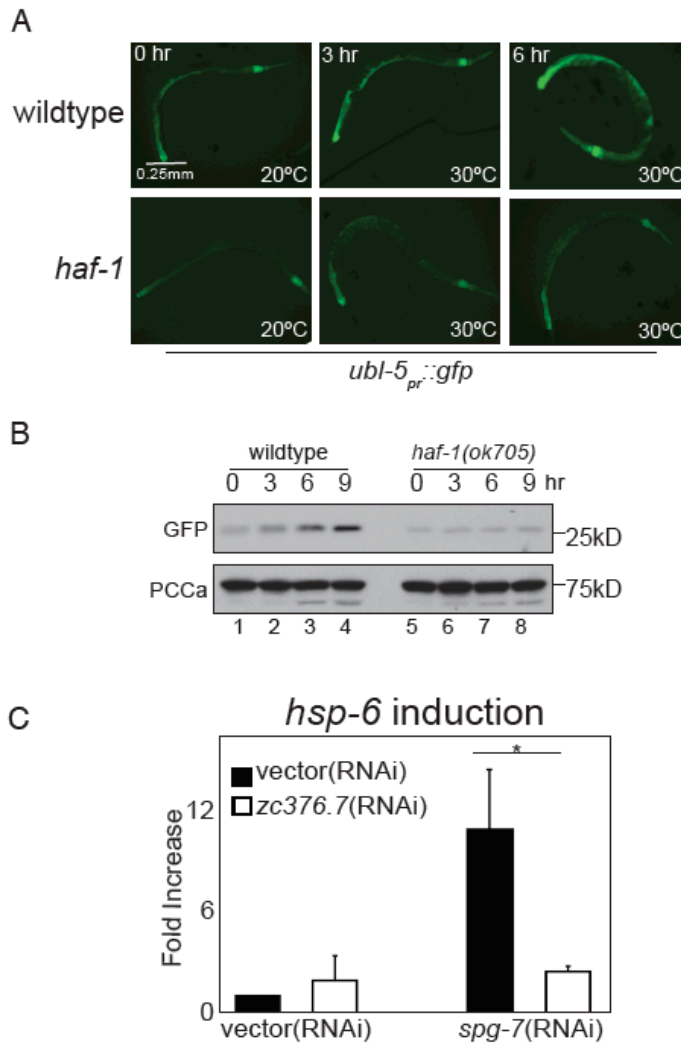 A
0 hr 3 hr 6 hr
wildtype
0.25mm
20ºC 30ºC 30ºC
haf-1
20ºC 30ºC 30ºC
ubl-5pr::gfp
B
wildtype haf-1(ok705)
0 3 6 9 0 3 6 9 hr
GFP 25kD
PCCa 75kD
1 2 3 4 5 6 7 8
C
hsp-6 induction
vector(RNAi)
zc376.7(RNAi)
*
Fold Increase
12
6
0
vector(RNAi) spg-7(RNAi)